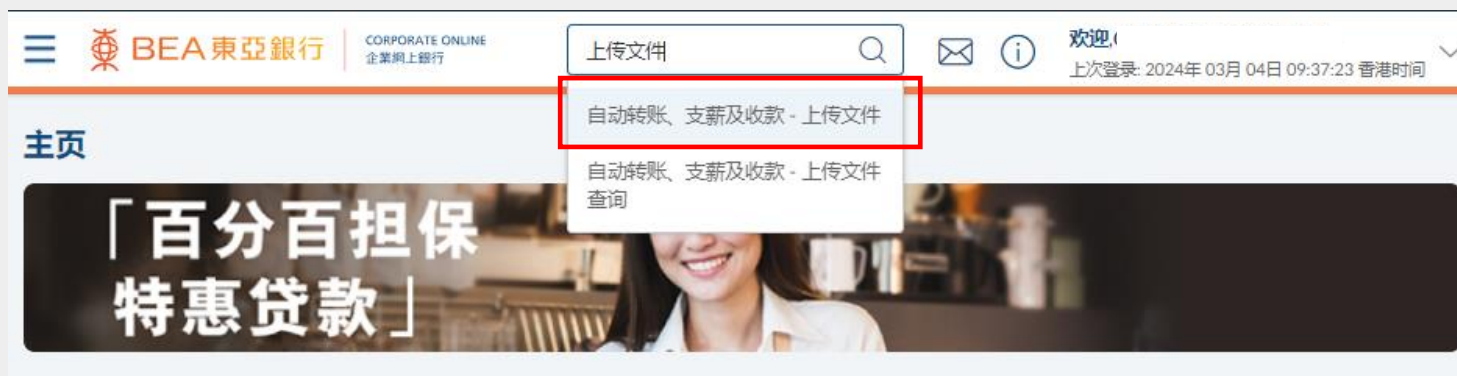 BEA東亞銀行
CORPORATE ONLINE
企業網上銀行
上传文件
欢迎,
上次登录: 2024年 03月 04日 09:37:23 香港时间
自动转账、支薪及收款 - 上传文件
自动转账、支薪及收款 - 上传文件
查询
主页
「百分百担保
特惠贷款」